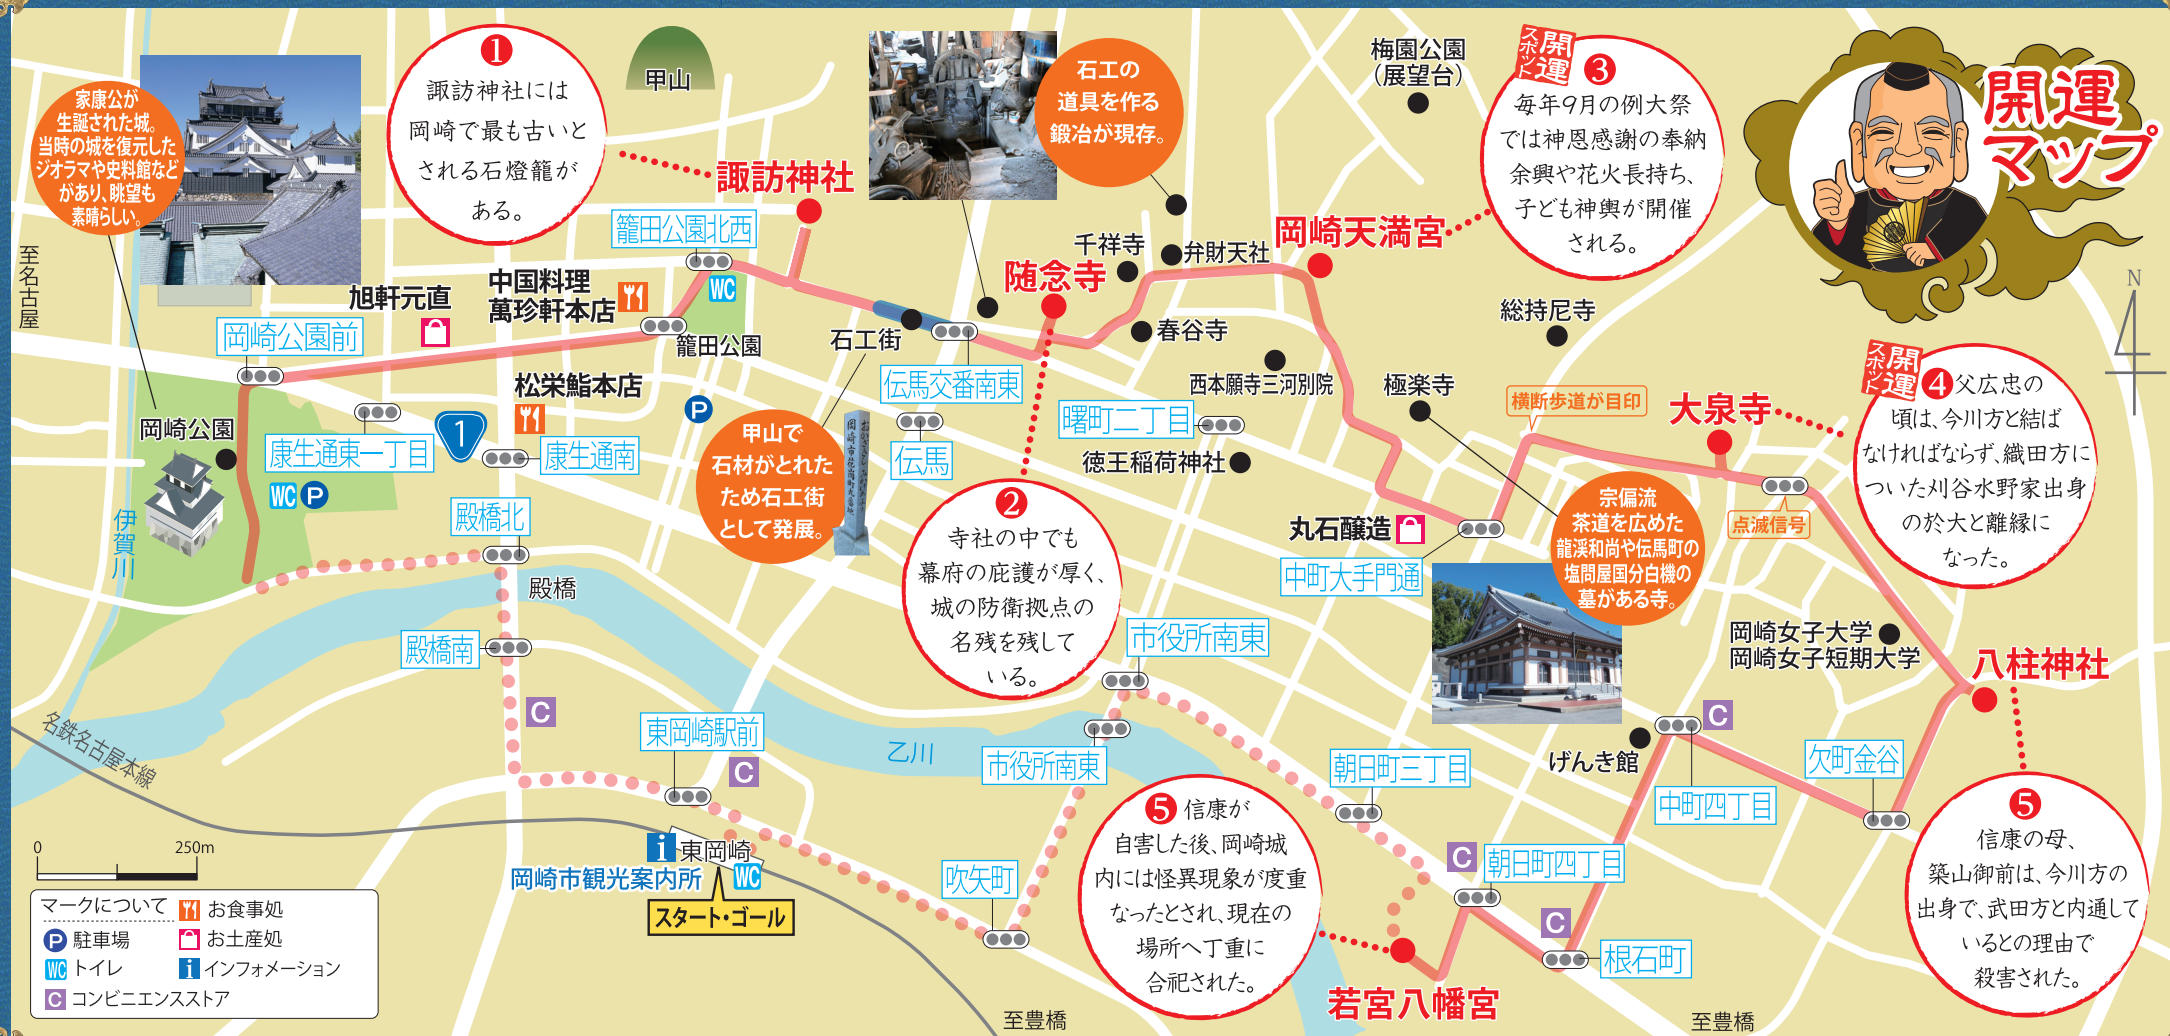 開運
マップ
N
家康公が
生誕された城。
当時の城を復元した
ジオラマや史料館など
があり、眺望も
素晴らしい。
1
諏訪神社には
岡崎で最も古いと
される石燈籠が
ある。
甲山
石工の
道具を作る
鍛冶が現存。
梅園公園
(展望台)
開運
スポット
3
毎年9月の例大祭
では神恩感謝の奉納
余興や花火長持ち、
子ども神輿が開催
される。
諏訪神社
籠田公園北西
中国料理
萬珍軒本店
WC
籠田公園
旭軒元直
岡崎公園前
至名古屋
随念寺
千祥寺
弁財天社
岡崎天満宮
春谷寺
石工街
伝馬交番南東
西本願寺三河別院
総持尼寺
極楽寺
横断歩道が目印
大泉寺
点滅信号
開運
スポット
4
父広忠の
頃は、今川方と結ば
なければならず、織田方に
ついた刈谷水野家出身
の於大と離縁に
なった。
松栄鮨本店
P
1
康生通東一丁目
康生通南
岡崎公園
WC
P
伊賀川
殿橋北
殿橋
殿橋南
甲山で
石材がとれた
ため石工街
として発展。
おかざきし
岡崎市花崗町
伝馬
曙町二丁目
徳王稲荷神社
2
寺社の中でも
幕府の庇護が厚く、
城の防衛拠点の
名残を残して
いる。
丸石醸造
中町大手門通
宗偏流
茶道を広めた
龍渓和尚や伝馬町の
塩問屋国分白機の
墓がある寺。
岡崎女子大学
岡崎女子短期大学
八柱神社
市役所南東
市役所南東
乙川
C
東岡崎駅前
C
名鉄名古屋本線
朝日町三丁目
げんき館
C
中町四丁目
欠町金谷
5
信康が
自害した後、岡崎城
内には怪異現象が度重
なったとされ、現在の
場所へ丁重に
合祀された。
5
信康の母、
築山御前は、今川方の
出身で、武田方と内通して
いるとの理由で
殺害された。
C
朝日町四丁目
C
根石町
若宮八幡宮
吹矢町
i
東岡崎
岡崎市観光案内所
WC
スタート・ゴール
0
250m
マークについて
お食事処
P
駐車場
お土産処
WC
トイレ
i
インフォメーション
C
コンビニエンスストア
至豊橋
至豊橋